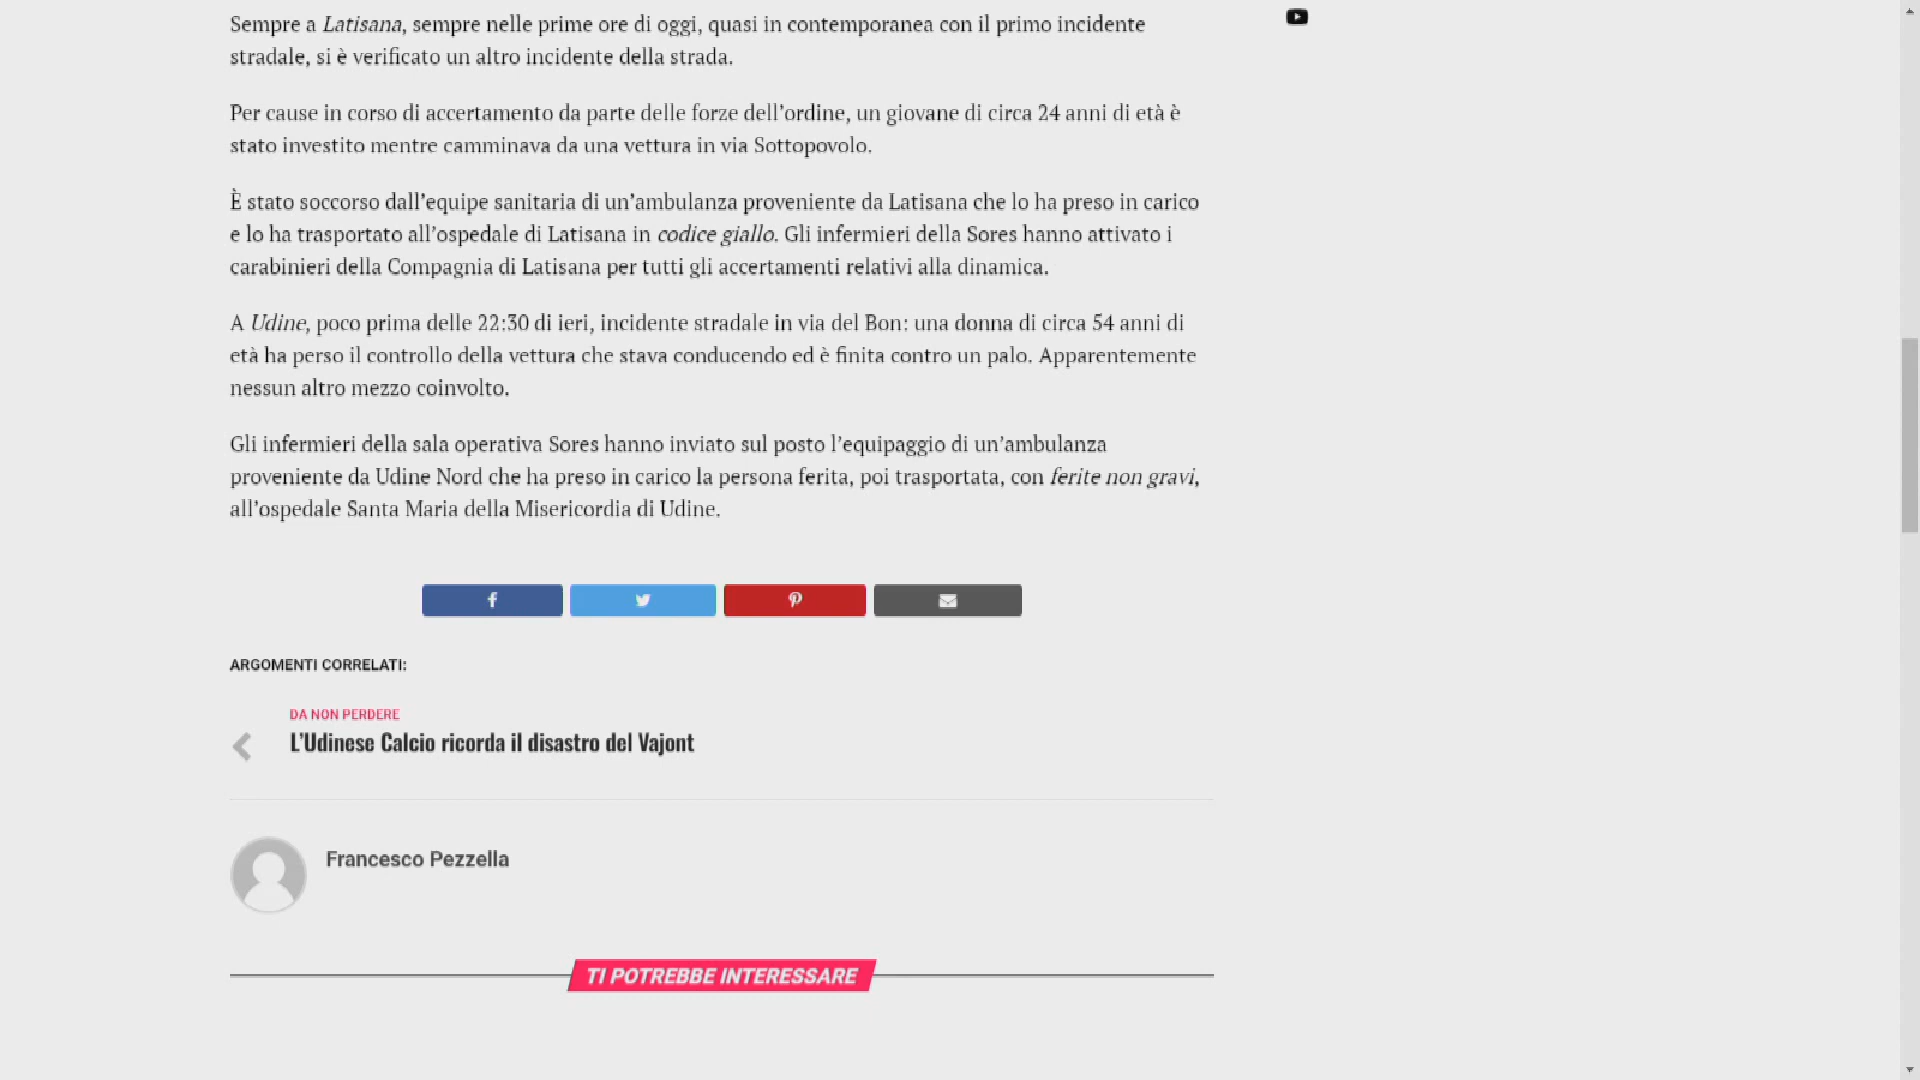 Sempre a Latisana, sempre nelle prime ore di oggi, quasi in contemporanea con il primo incidente
stradale, si è verificato un altro incidente della strada.
Per cause in corso di accertamento da parte delle forze dell’ordine, un giovane di circa 24 anni di età è
stato investito mentre camminava da una vettura in via Sottopovolo.
È stato soccorso dall’equipe sanitaria di un’ambulanza proveniente da Latisana che lo ha preso in carico
e lo ha trasportato all’ospedale di Latisana in codice giallo. Gli infermieri della Sores hanno attivato i
carabinieri della Compagnia di Latisana per tutti gli accertamenti relativi alla dinamica.
A Udine, poco prima delle 22:30 di ieri, incidente stradale in via del Bon: una donna di circa 54 anni di
età ha perso il controllo della vettura che stava conducendo ed è finita contro un palo. Apparentemente
nessun altro mezzo coinvolto.
Gli infermieri della sala operativa Sores hanno inviato sul posto l’equipaggio di un’ambulanza
proveniente da Udine Nord che ha preso in carico la persona ferita, poi trasportata, con ferite non gravi,
all’ospedale Santa Maria della Misericordia di Udine.
ARGOMENTI CORRELATI:
DA NON PERDERE
L’Udinese Calcio ricorda il disastro del Vajont
Francesco Pezzella
TI POTREBBE INTERESSARE